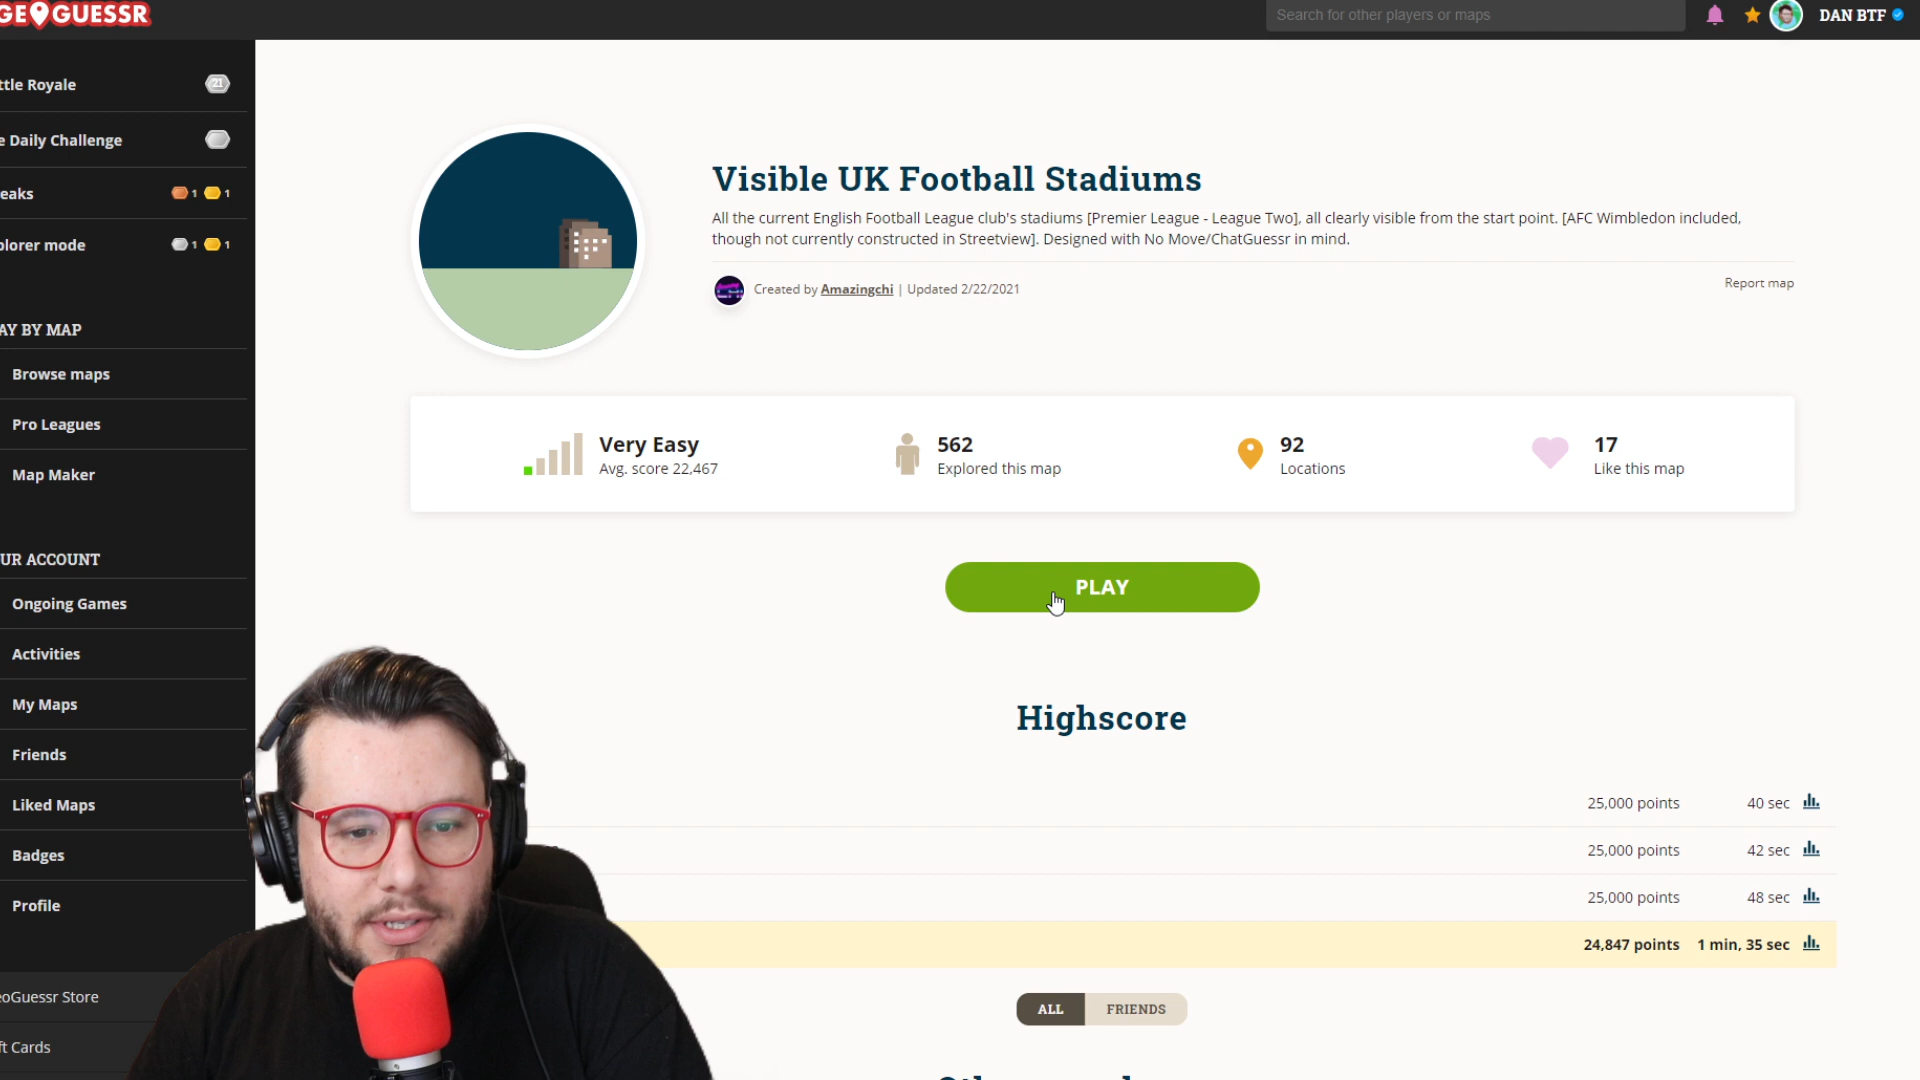 GUESSR
Search for other players or maps
DAN BTF
ttle Royale
21
e Daily Challenge
eaks
1
1
plorer mode
1
1
AY BY MAP
Browse maps
Pro Leagues
Map Maker
UR ACCOUNT
Ongoing Games
Activities
My Maps
Friends
Liked Maps
Badges
Profile
oGuessr Store
ft Cards
Visible UK Football Stadiums
All the current English Football League club's stadiums [Premier League - League Two], all clearly visible from the start point. [AFC Wimbledon included,
though not currently constructed in Streetview]. Designed with No Move/ChatGuessr in mind.
Created by Amazingchi | Updated 2/22/2021
Report map
Very Easy
Avg. score 22,467
562
Explored this map
92
Locations
17
Like this map
PLAY
Highscore
25,000 points 40 sec
25,000 points 42 sec
25,000 points 48 sec
24,847 points 1 min, 35 sec
ALL FRIENDS